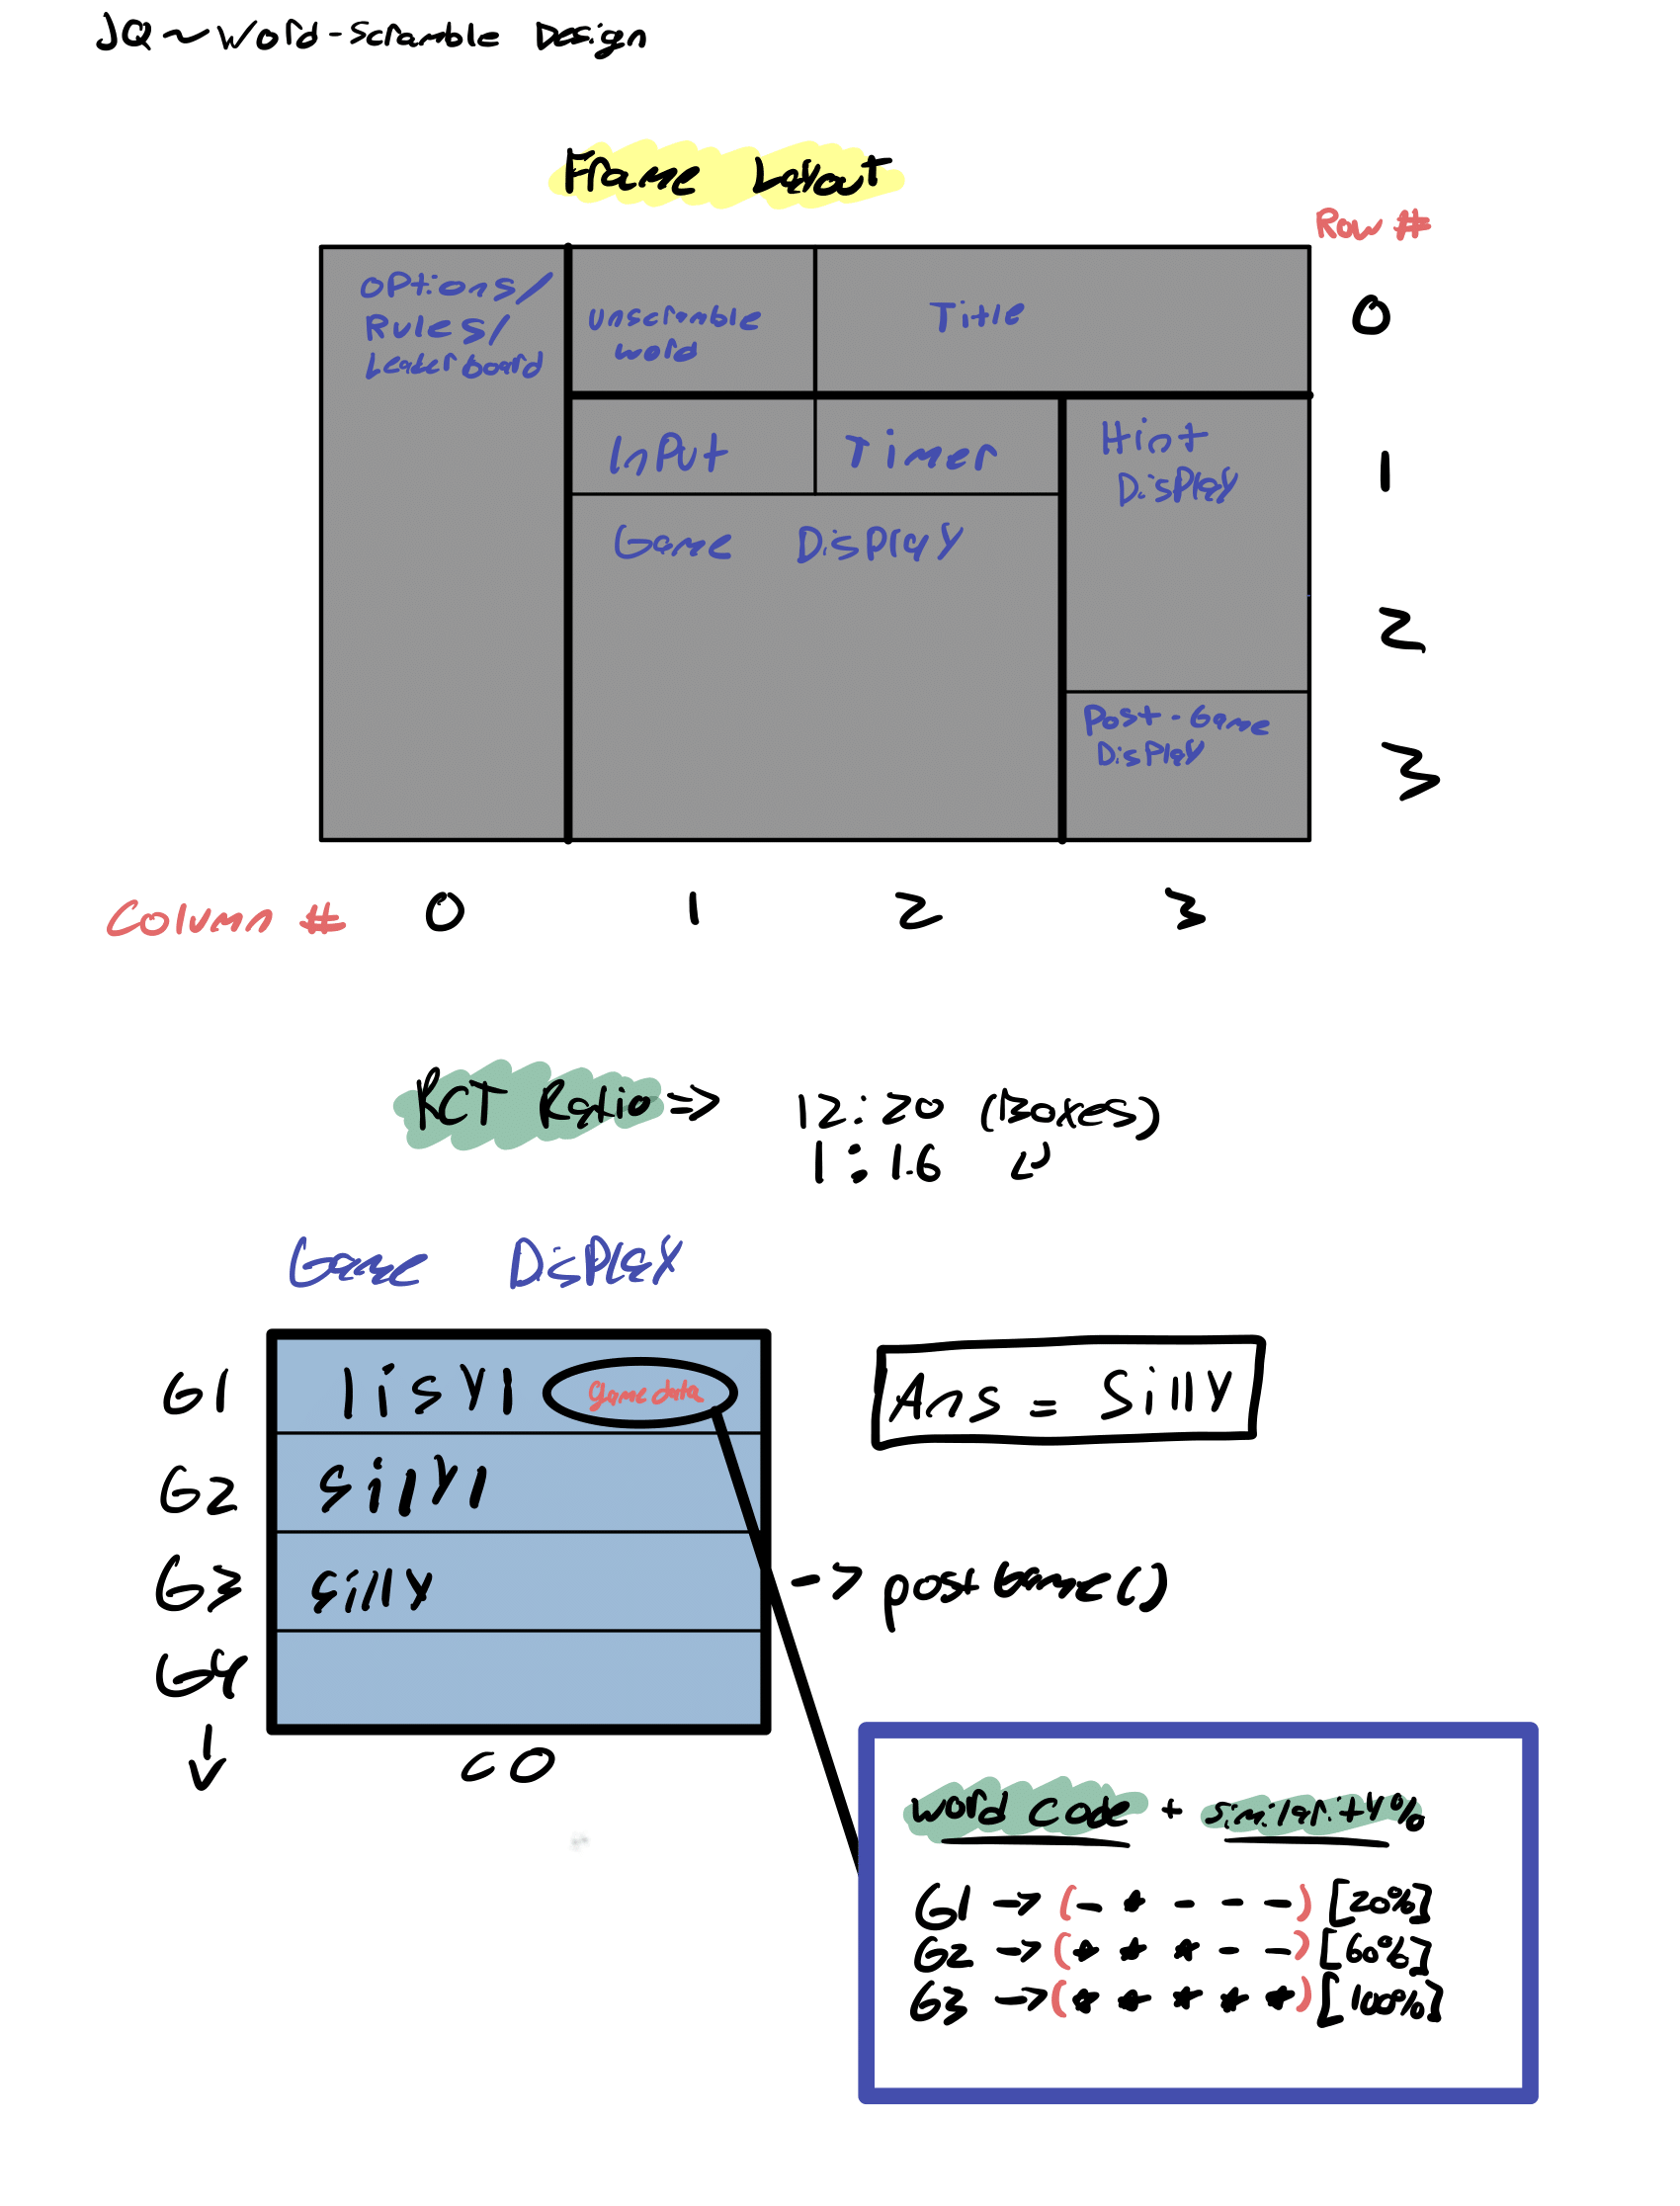 JQ ~ Word-Scramble Design
Frame Layout
Row #
Options/
Rules/
Leaderboard
unscramble
word
Title
0
Input
Timer
Hint
Display
1
Game Display
2
Post-Game
Display
3
Column # 0 1 2 3
RCT Ratio => 12:20 (Boxes)
1:1.6
Game Display
G1 lisyl game data
Ans = Silly
G2 silyl
G3 silly -> postGame()
G4
C0
word code + similarity%
G1 -> (- * - - -) [20%]
G2 -> (* * * - -) [60%]
G3 -> (* * * * *) [100%]